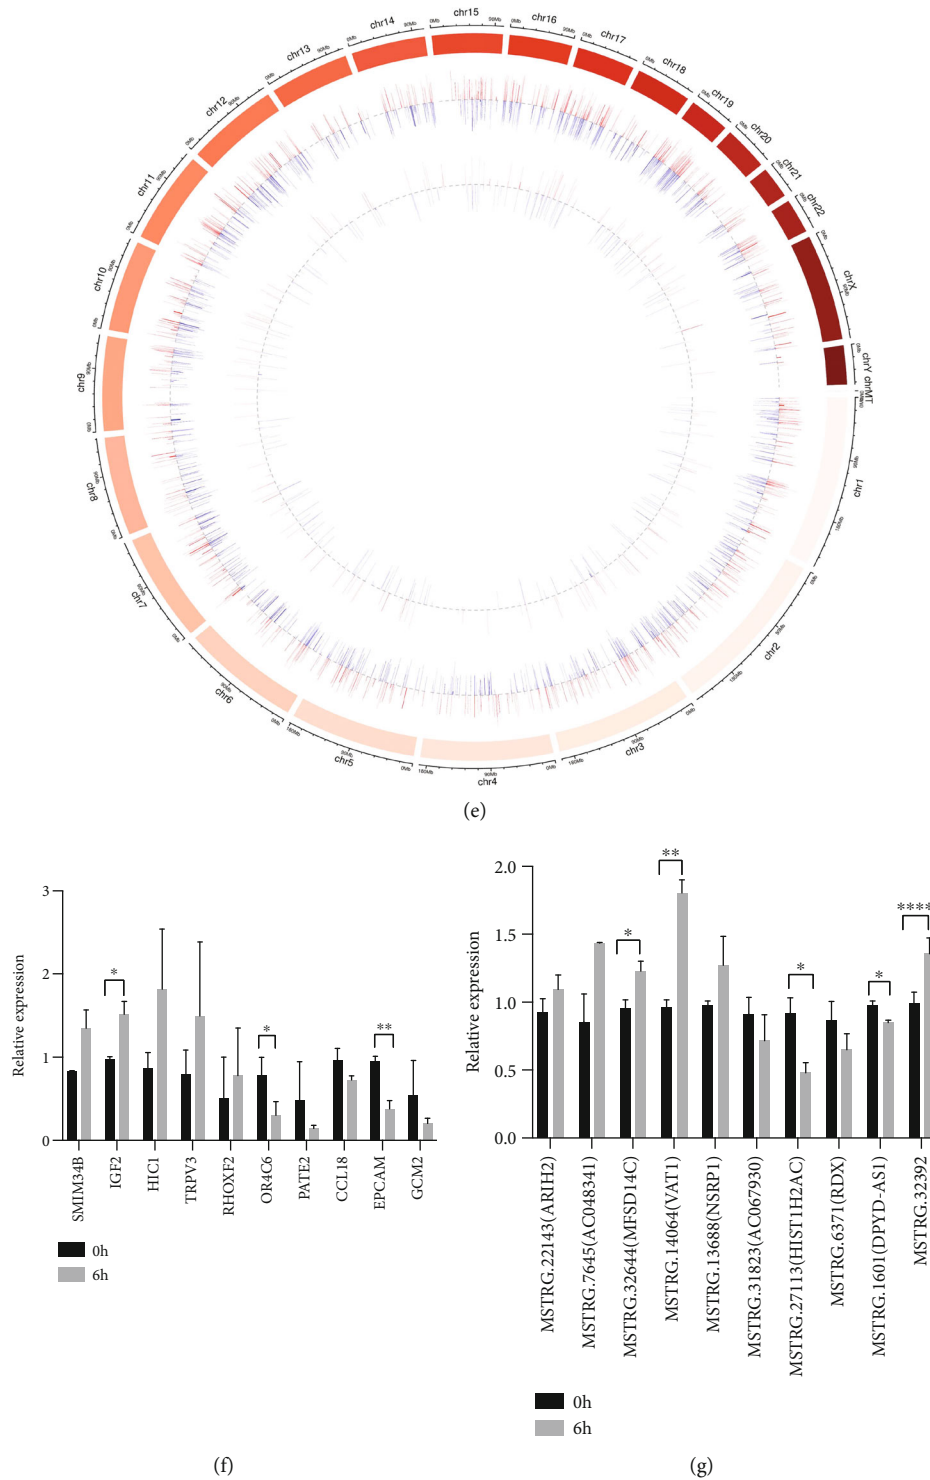 chr15
chr14
chr16
chr13
chr17
chr12
chr18
chr11
chr19
chr20
chr21
chr22
chr10
chrX
chr9
chrY
chrMT
chr8
chr1
chr7
chr2
chr6
chr3
chr5
chr4
0Mb
90Mb
180Mb
(e)
3
2
1
0
Relative expression
*
*
**
SMIM34B
IGF2
HIC1
TRPV3
RHOXF2
OR4C6
PATE2
CCL18
EPCAM
GCM2
0h
6h
(f)
2.0
1.5
1.0
0.5
0.0
Relative expression
*
**
*
*
****
MSTRG.22143(ARIH2)
MSTRG.7645(AC048341)
MSTRG.32644(MFSD14C)
MSTRG.14064(VAT1)
MSTRG.13688(NSRP1)
MSTRG.31823(AC067930)
MSTRG.27113(HIST1H2AC)
MSTRG.6371(RDX)
MSTRG.1601(DPYD-AS1)
MSTRG.32392
0h
6h
(g)